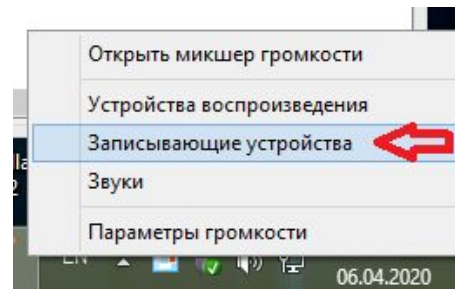 Открыть микшер громкости
Устройства воспроизведения
Записывающие устройства
Звуки
Параметры громкости
EN
06.04.2020